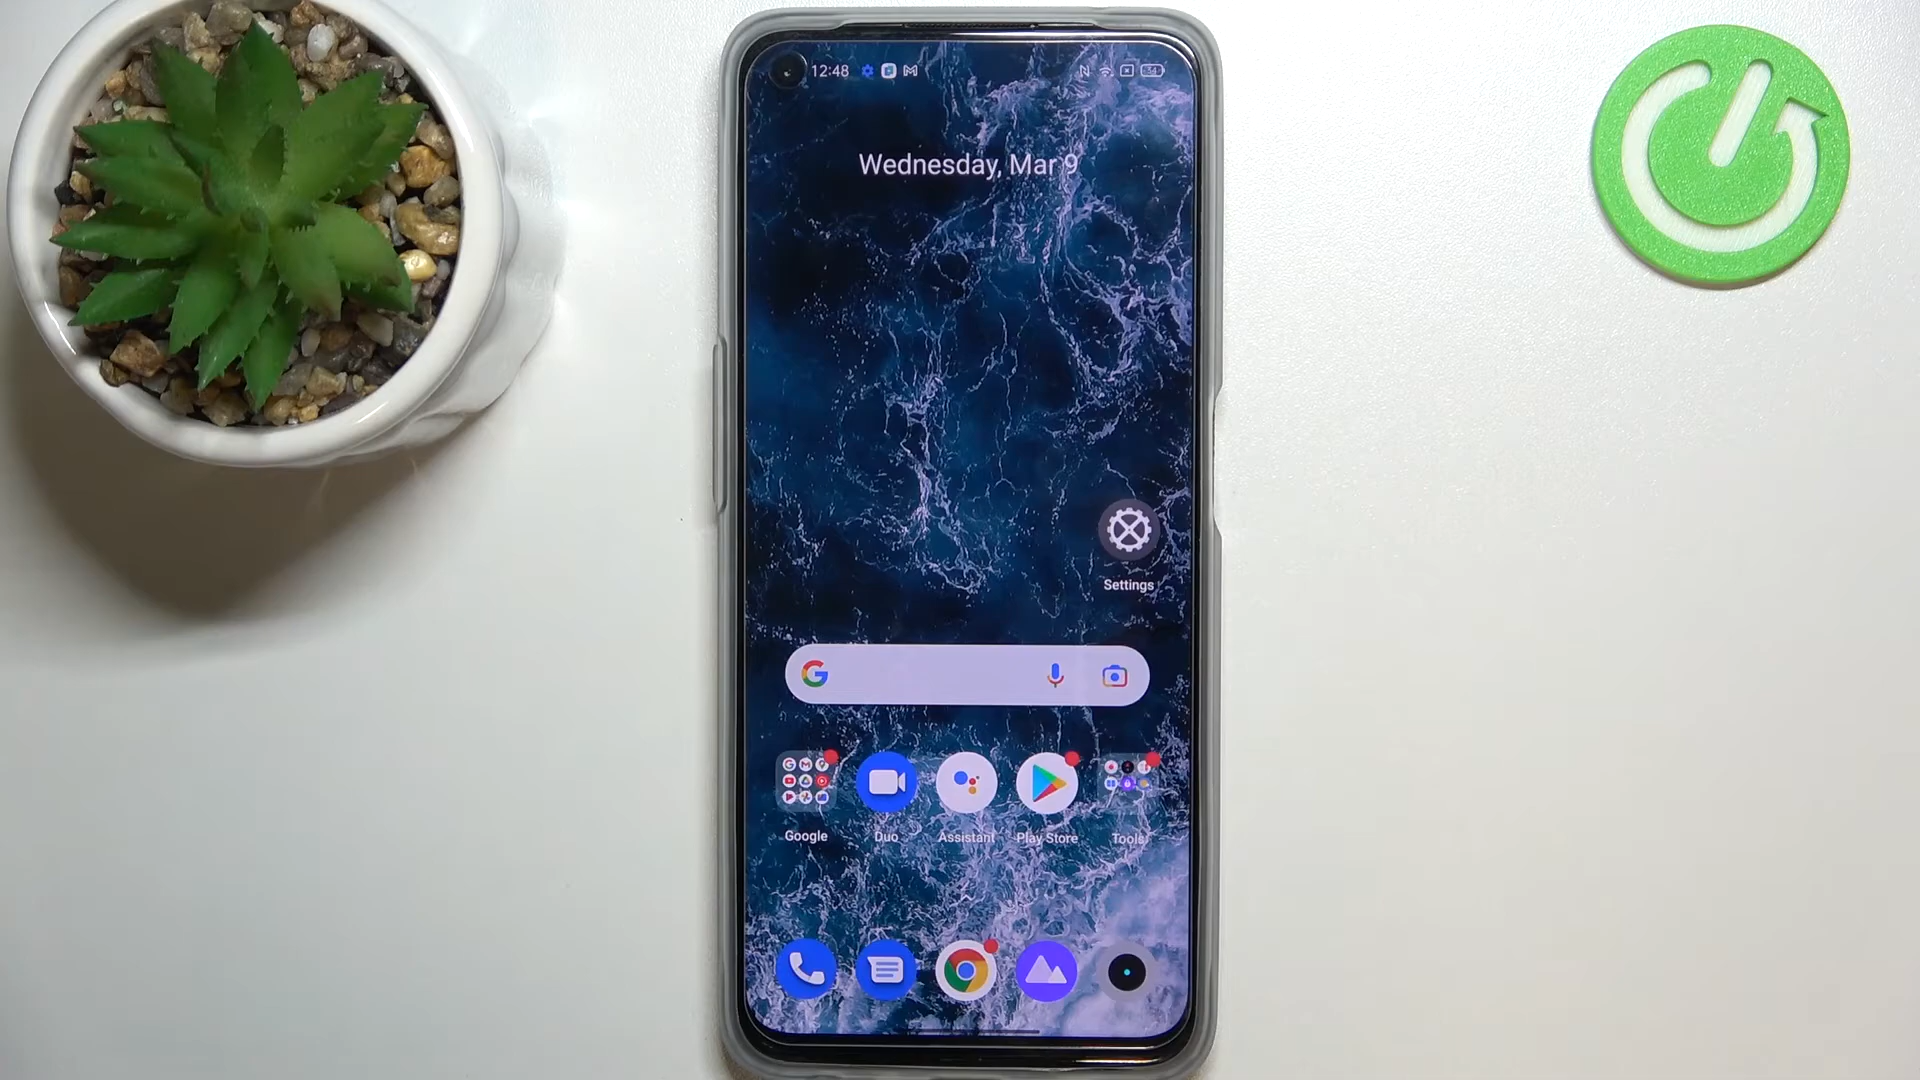 12:48
Wednesday, Mar 9
Settings
Google
Duo
Assistant
Play Store
Tools